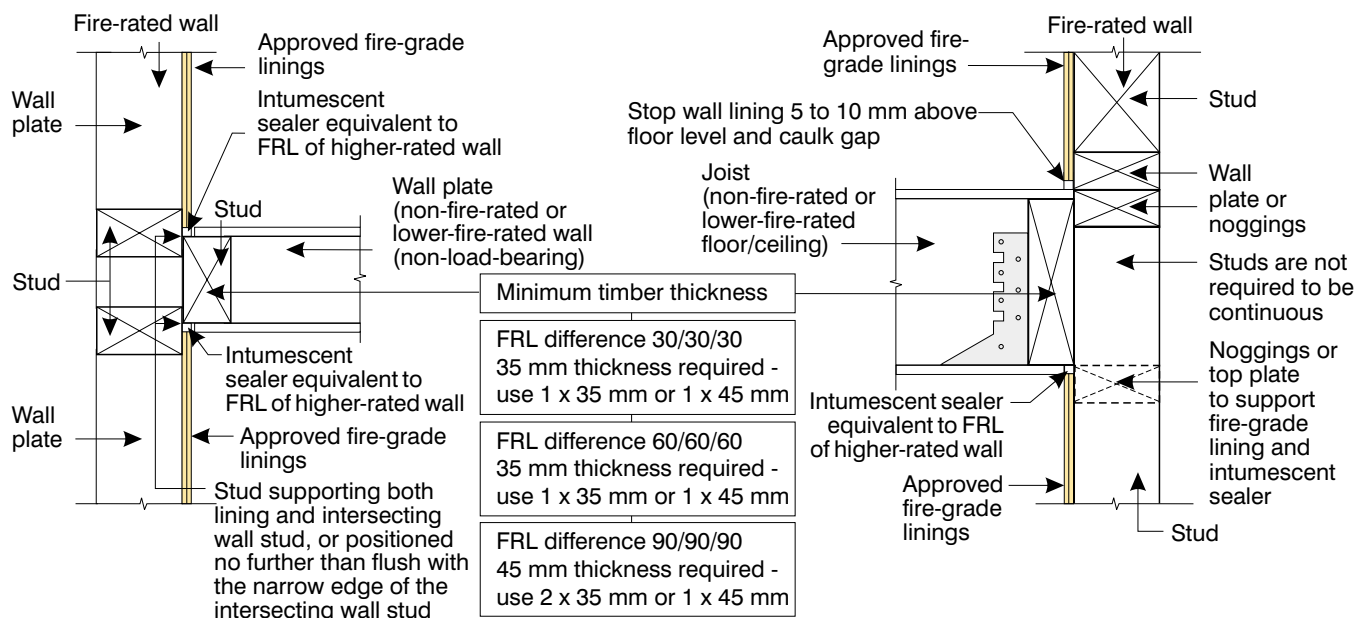 Fire-rated wall
Approved fire-grade
linings
Wall
plate
Intumescent
sealer equivalent to
FRL of higher-rated wall
Stud
Wall plate
(non-fire-rated or
lower-fire-rated wall
(non-load-bearing)
Stud
Intumescent
sealer equivalent to
FRL of higher-rated wall
Wall
plate
Approved fire-grade
linings
Stud supporting both
lining and intersecting
wall stud, or positioned
no further than flush with
the narrow edge of the
intersecting wall stud
Minimum timber thickness
FRL difference 30/30/30
35 mm thickness required -
use 1 x 35 mm or 1 x 45 mm
FRL difference 60/60/60
35 mm thickness required -
use 1 x 35 mm or 1 x 45 mm
FRL difference 90/90/90
45 mm thickness required -
use 2 x 35 mm or 1 x 45 mm
Fire-rated wall
Approved fire-
grade linings
Stud
Stop wall lining 5 to 10 mm above
floor level and caulk gap
Joist
(non-fire-rated or
lower-fire-rated
floor/ceiling)
Wall
plate or
noggings
Studs are not
required to be
continuous
Noggings or
top plate
to support
fire-grade
lining and
intumescent
sealer
Intumescent sealer
equivalent to FRL
of higher-rated wall
Approved
fire-grade
linings
Stud